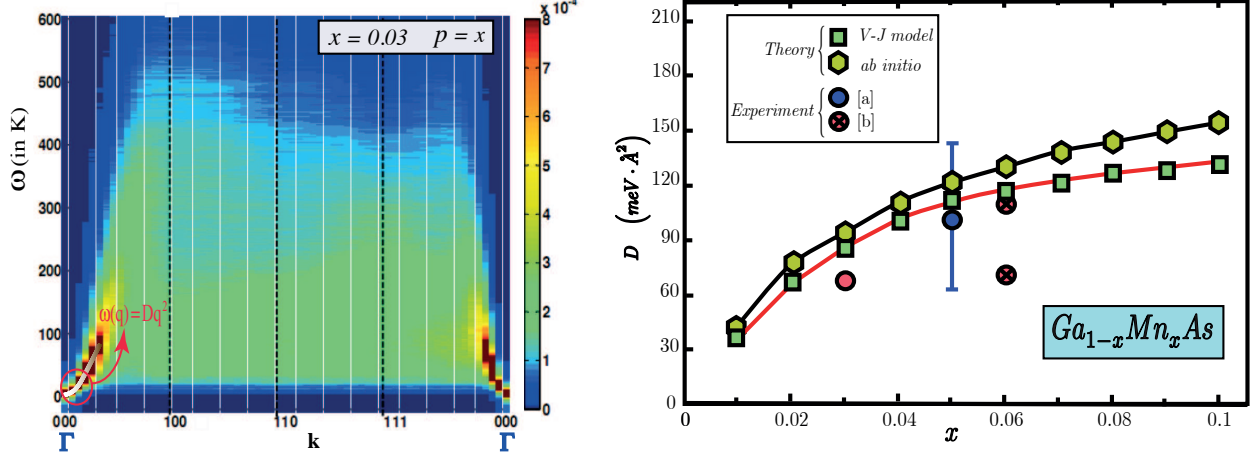 x 10⁻⁴
600
500
400
300
200
100
0
ω (in K)
x = 0.03 p = x
ω(q)=Dq²
000 100 110 111 000
Γ k Γ
8
7
6
5
4
3
2
1
0
210
180
150
120
90
60
30
D (meV · Å²)
Theory
V-J model
ab initio
Experiment
[a]
[b]
Ga₁₋ₓMnₓAs
0 0.02 0.04 0.06 0.08 0.1
x